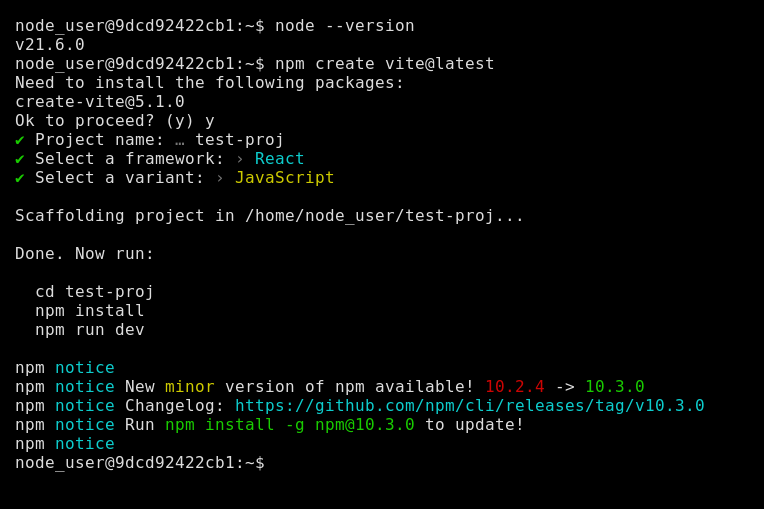 node_user@9dcd92422cb1:~$ node --version
v21.6.0
node_user@9dcd92422cb1:~$ npm create vite@latest
Need to install the following packages:
create-vite@5.1.0
Ok to proceed? (y) y
✔ Project name: … test-proj
✔ Select a framework: › React
✔ Select a variant: › JavaScript

Scaffolding project in /home/node_user/test-proj...

Done. Now run:

  cd test-proj
  npm install
  npm run dev

npm notice
npm notice New minor version of npm available! 10.2.4 -> 10.3.0
npm notice Changelog: https://github.com/npm/cli/releases/tag/v10.3.0
npm notice Run npm install -g npm@10.3.0 to update!
npm notice
node_user@9dcd92422cb1:~$